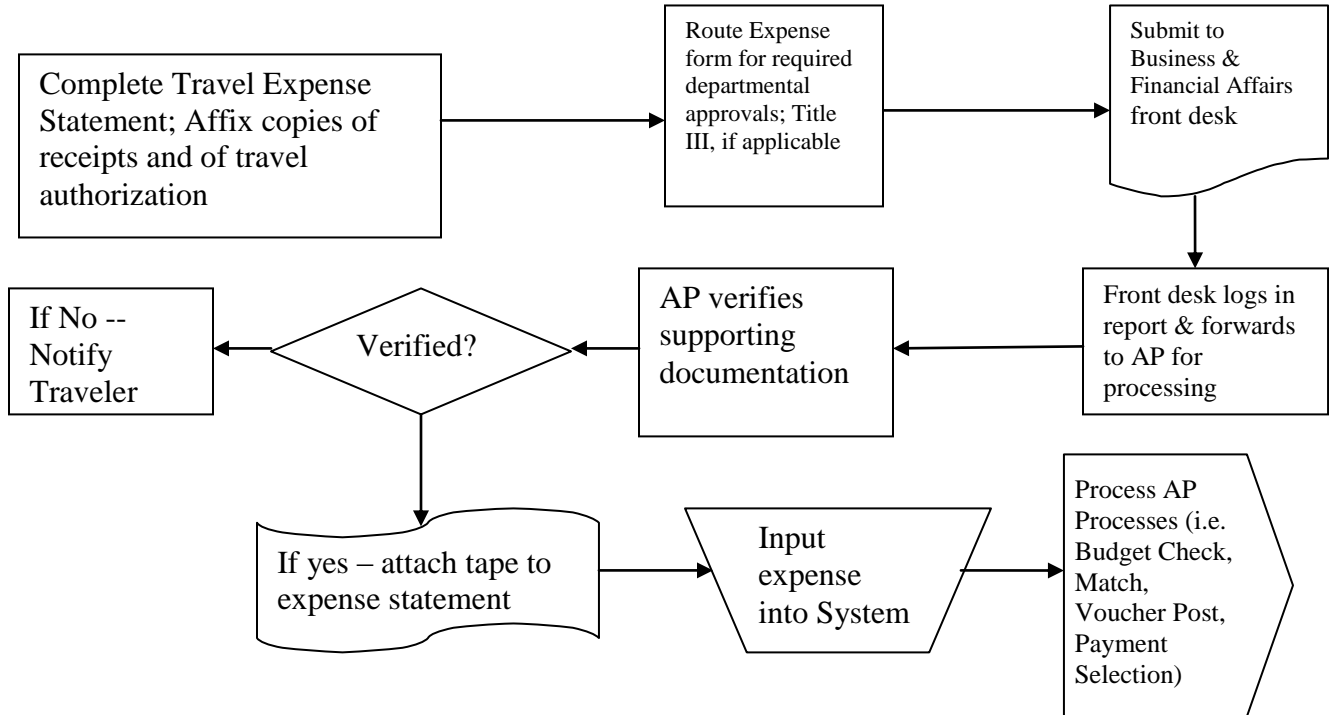 Complete Travel Expense
Statement; Affix copies of
receipts and of travel
authorization
Route Expense
form for required
departmental
approvals; Title
III, if applicable
Submit to
Business &
Financial Affairs
front desk
Front desk logs in
report & forwards
to AP for
processing
AP verifies
supporting
documentation
Verified?
If No --
Notify
Traveler
If yes – attach tape to
expense statement
Input
expense
into System
Process AP
Processes (i.e.
Budget Check,
Match,
Voucher Post,
Payment
Selection)